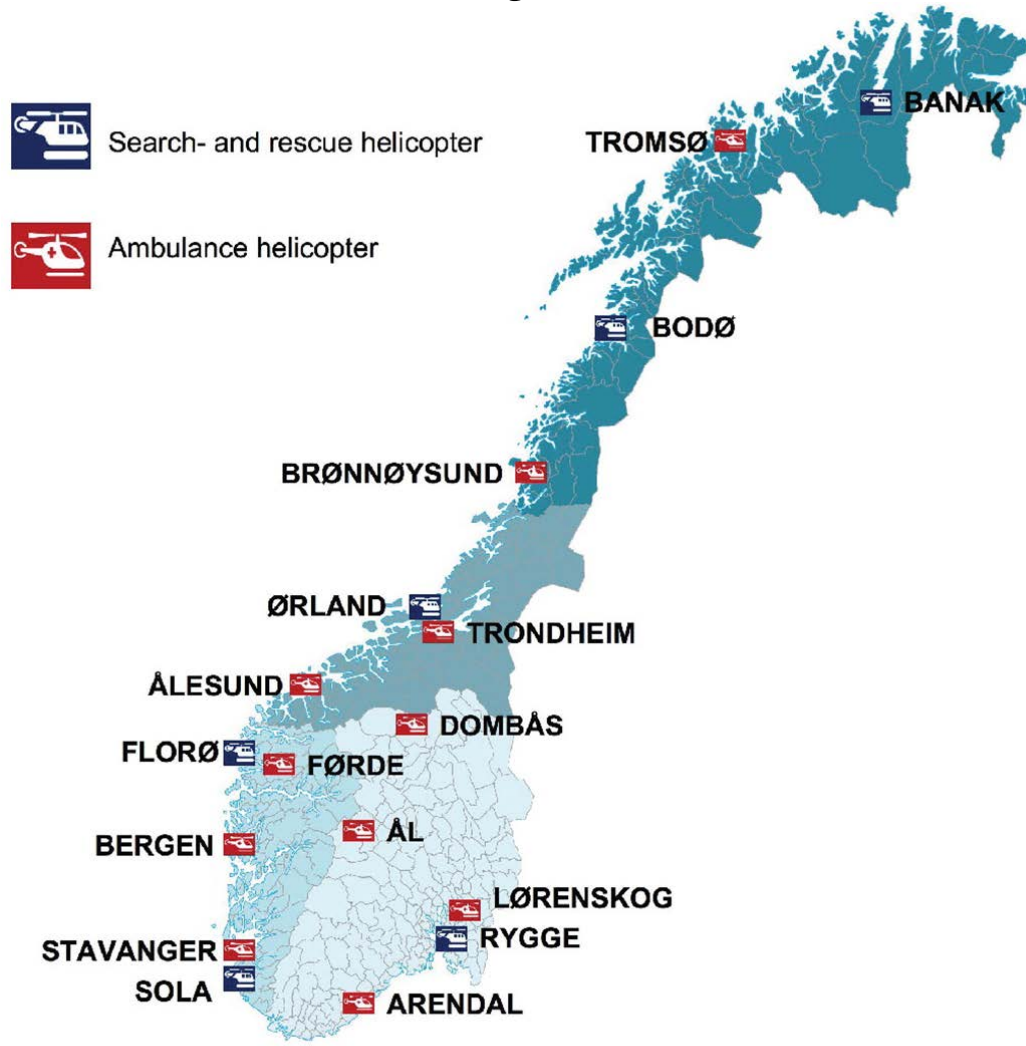 BANAK
Search- and rescue helicopter
TROMSØ
Ambulance helicopter
BODØ
BRØNNØYSUND
ØRLAND
TRONDHEIM
ÅLESUND
DOMBÅS
FLORØ
FØRDE
ÅL
BERGEN
LØRENSKOG
RYGGE
STAVANGER
SOLA
ARENDAL